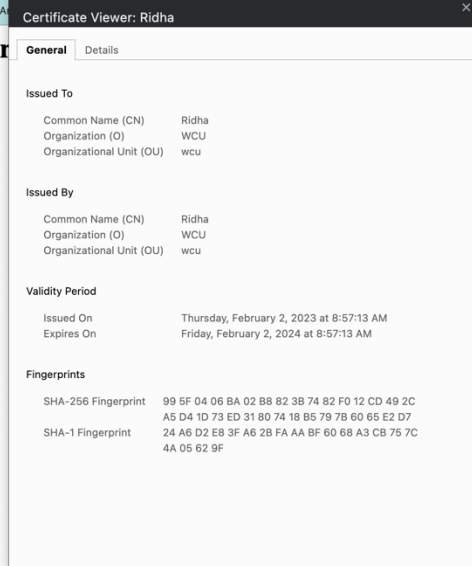 Certificate Viewer: Ridha
General Details
Issued To
Common Name (CN) Ridha
Organization (O) WCU
Organizational Unit (OU) wcu
Issued By
Common Name (CN) Ridha
Organization (O) WCU
Organizational Unit (OU) wcu
Validity Period
Issued On Thursday, February 2, 2023 at 8:57:13 AM
Expires On Friday, February 2, 2024 at 8:57:13 AM
Fingerprints
SHA-256 Fingerprint 99 5F 04 06 BA 02 B8 82 3B 74 82 F0 12 CD 49 2C
A5 D4 1D 73 ED 31 80 74 18 B5 79 7B 60 65 E2 D7
SHA-1 Fingerprint 24 A6 D2 E8 3F A6 2B FA AA BF 60 68 A3 CB 75 7C
4A 05 62 9F